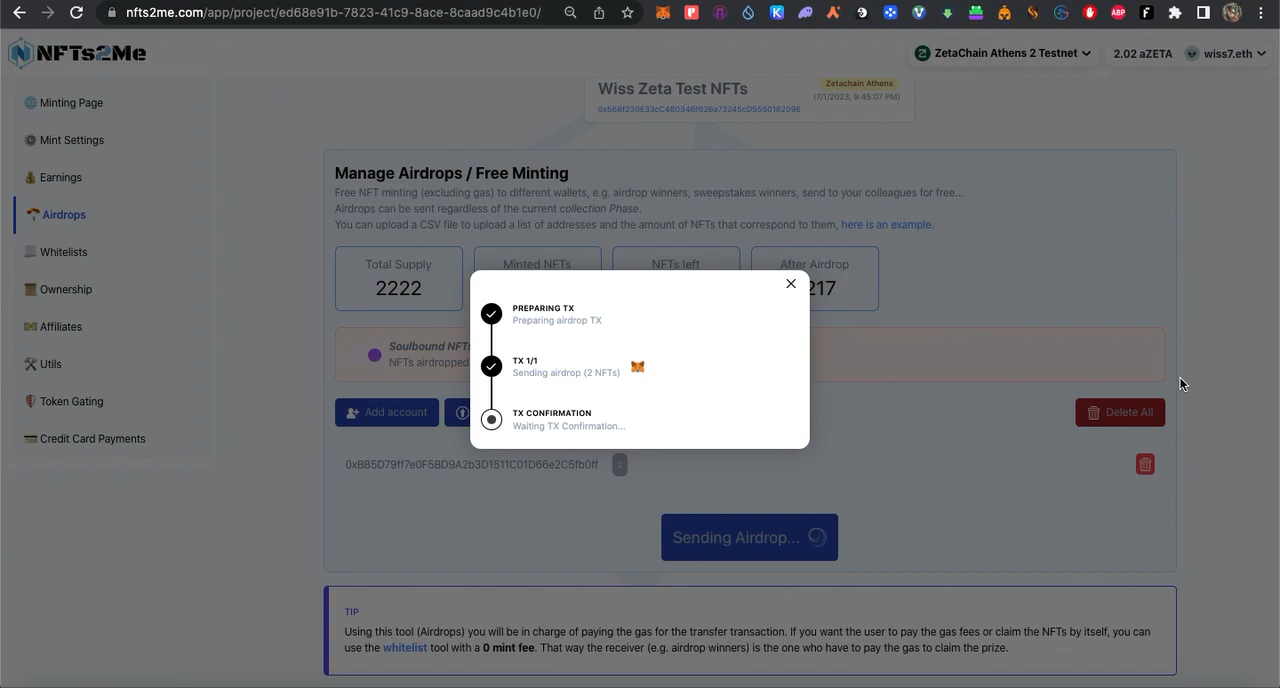 nfts2me.com/app/project/ed68e91b-7823-41c9-8ace-8caad9c4b1e0/
NFTs2Me
ZetaChain Athens 2 Testnet
2.02 aZETA
wiss7.eth
Minting Page
Mint Settings
Earnings
Airdrops
Whitelists
Ownership
Affiliates
Utils
Token Gating
Credit Card Payments
Wiss Zeta Test NFTs
Zetachain Athens
(7/1/2023, 9:45:07 PM)
Manage Airdrops / Free Minting
Free NFT minting (excluding gas) to different wallets, e.g. airdrop winners, sweepstakes winners, send to your colleagues for free...
Airdrops can be sent regardless of the current collection Phase.
You can upload a CSV file to upload a list of addresses and the amount of NFTs that correspond to them, here is an example.
Total Supply
2222
Minted NFTs
NFTs left
After Airdrop
217
Soulbound NFTs
NFTs airdropped
PREPARING TX
Preparing airdrop TX
TX 1/1
Sending airdrop (2 NFTs)
TX CONFIRMATION
Waiting TX Confirmation...
Add account
Delete All
0xBB5D79ff7e0F5BD9A2b3D1511C01D66e2C5fb0ff
Sending Airdrop...
TIP
Using this tool (Airdrops) you will be in charge of paying the gas for the transfer transaction. If you want the user to pay the gas fees or claim the NFTs by itself, you can
use the whitelist tool with a 0 mint fee. That way the receiver (e.g. airdrop winners) is the one who have to pay the gas to claim the prize.